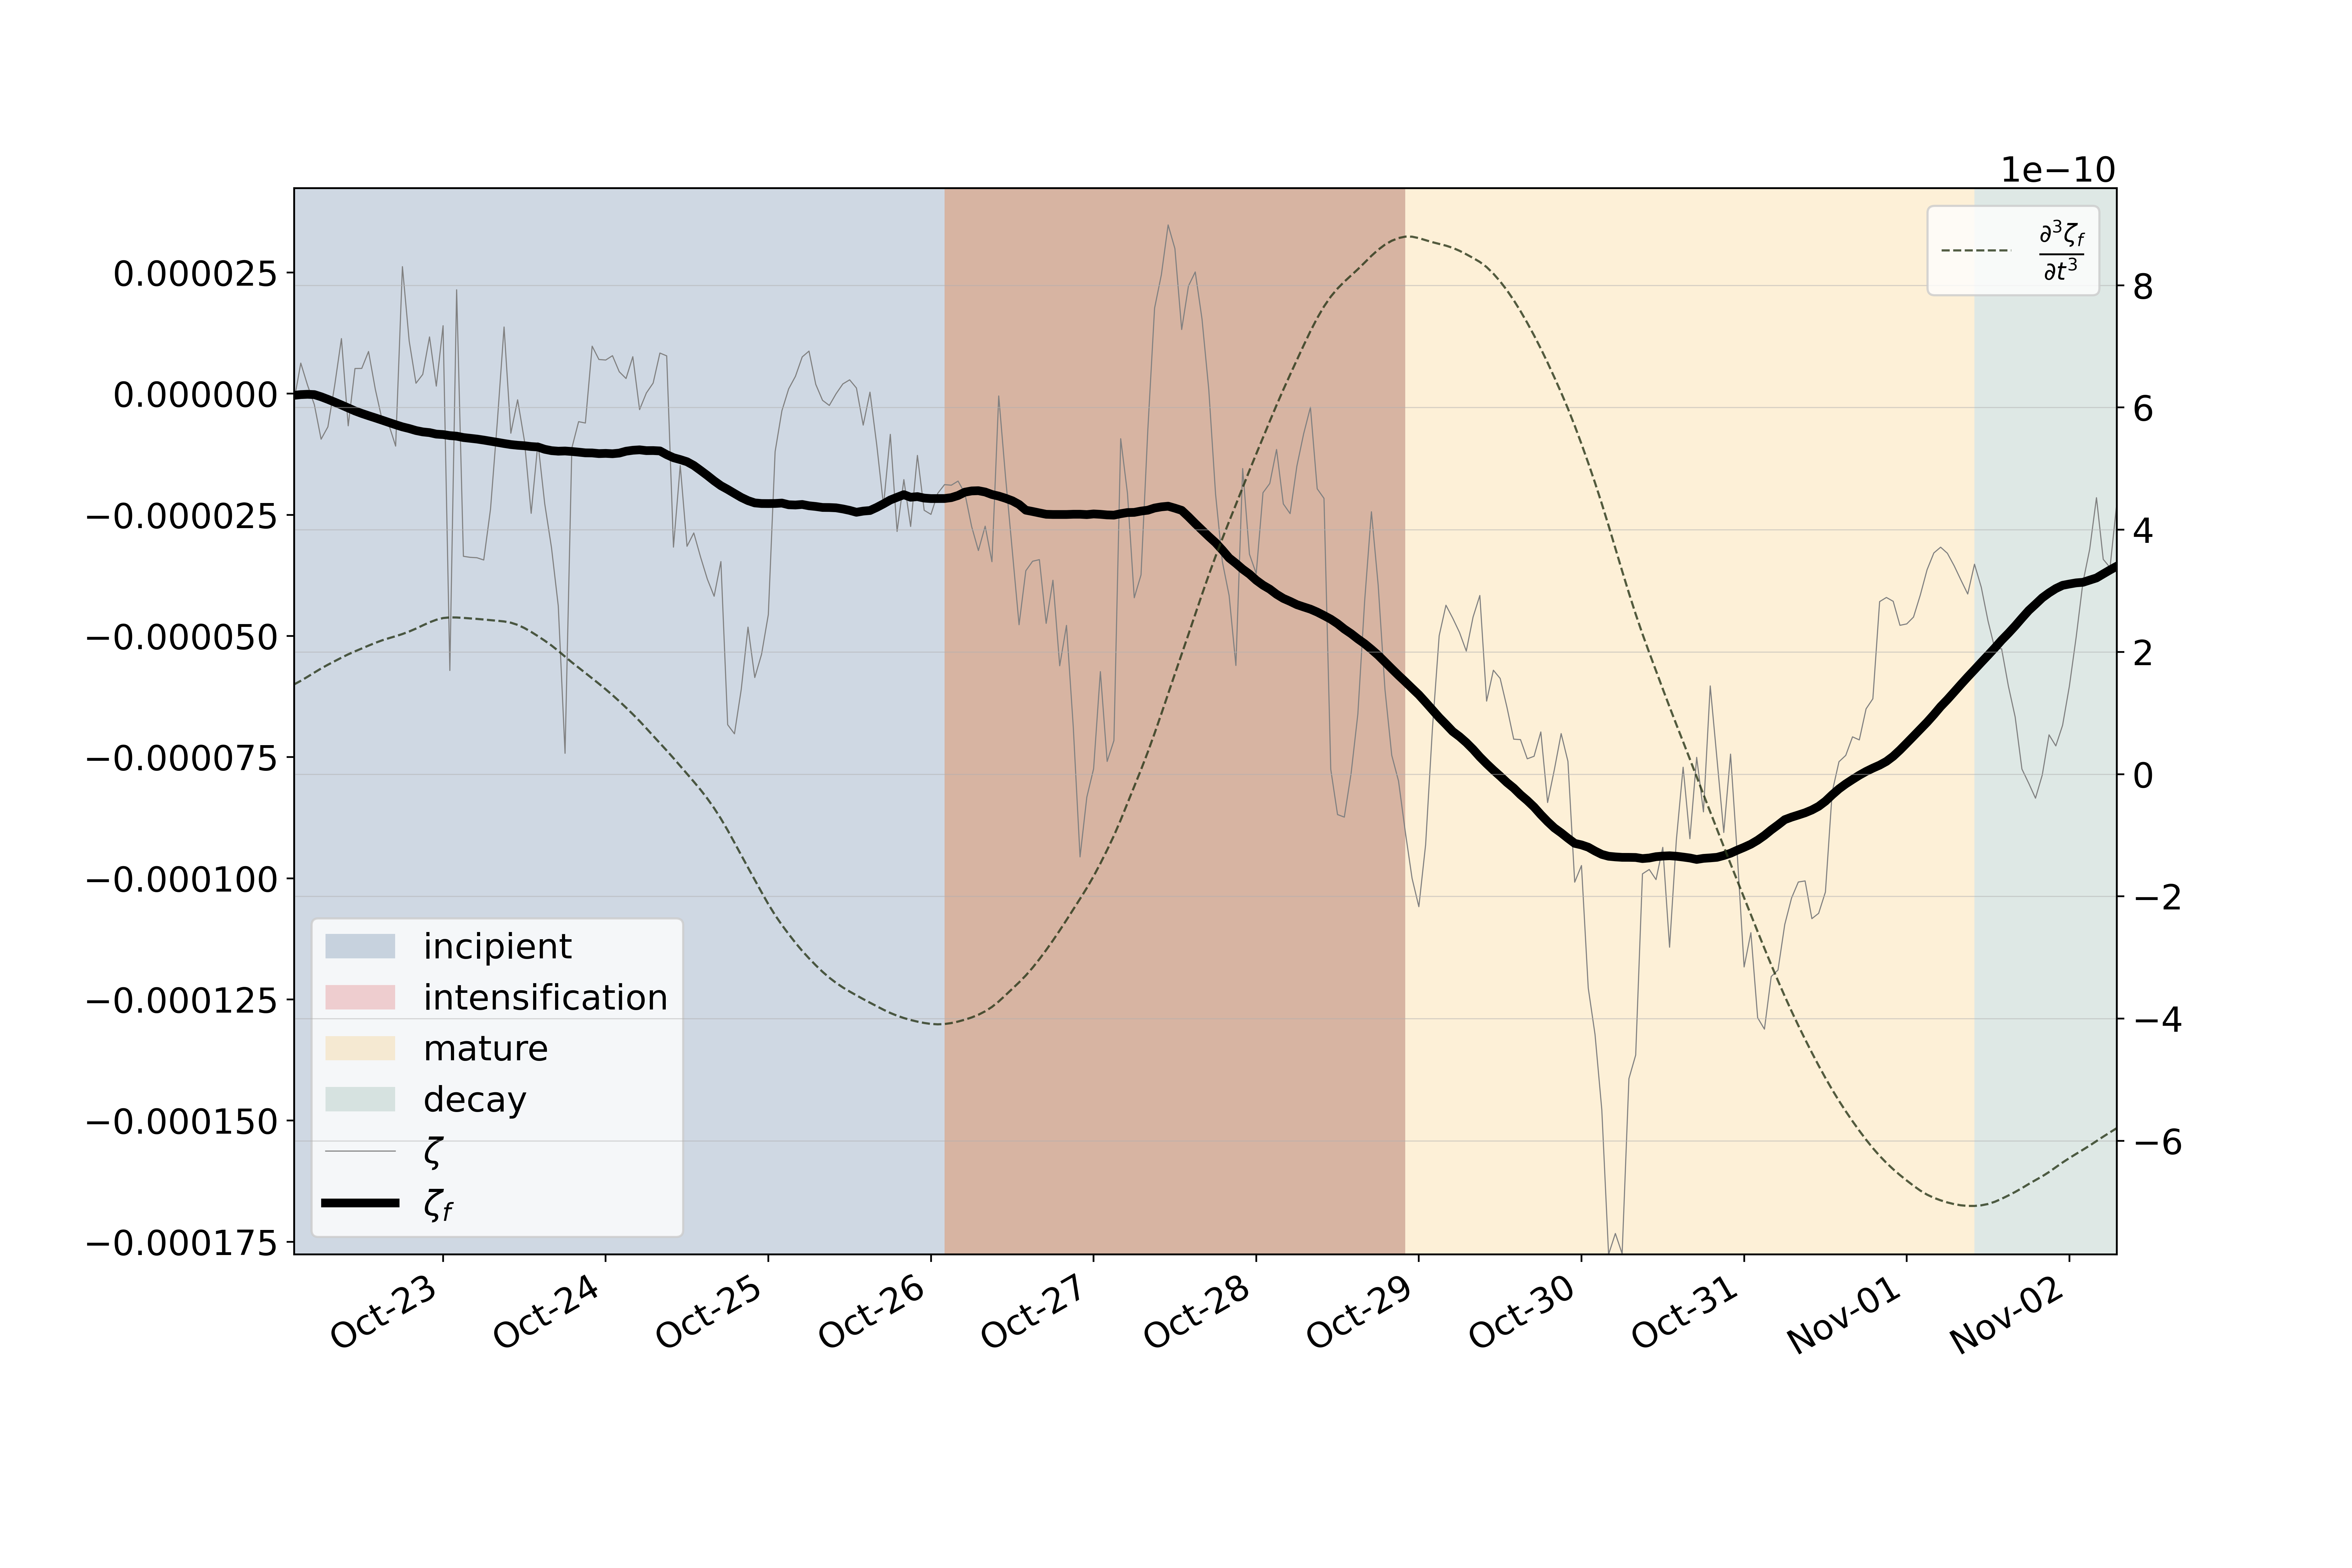 1e−10
0.000025
0.000000
−0.000025
−0.000050
−0.000075
−0.000100
−0.000125
−0.000150
−0.000175
∂³ζf
∂t³
8
6
4
2
0
−2
−4
−6
incipient
intensification
mature
decay
ζ
ζf
Oct-23
Oct-24
Oct-25
Oct-26
Oct-27
Oct-28
Oct-29
Oct-30
Oct-31
Nov-01
Nov-02